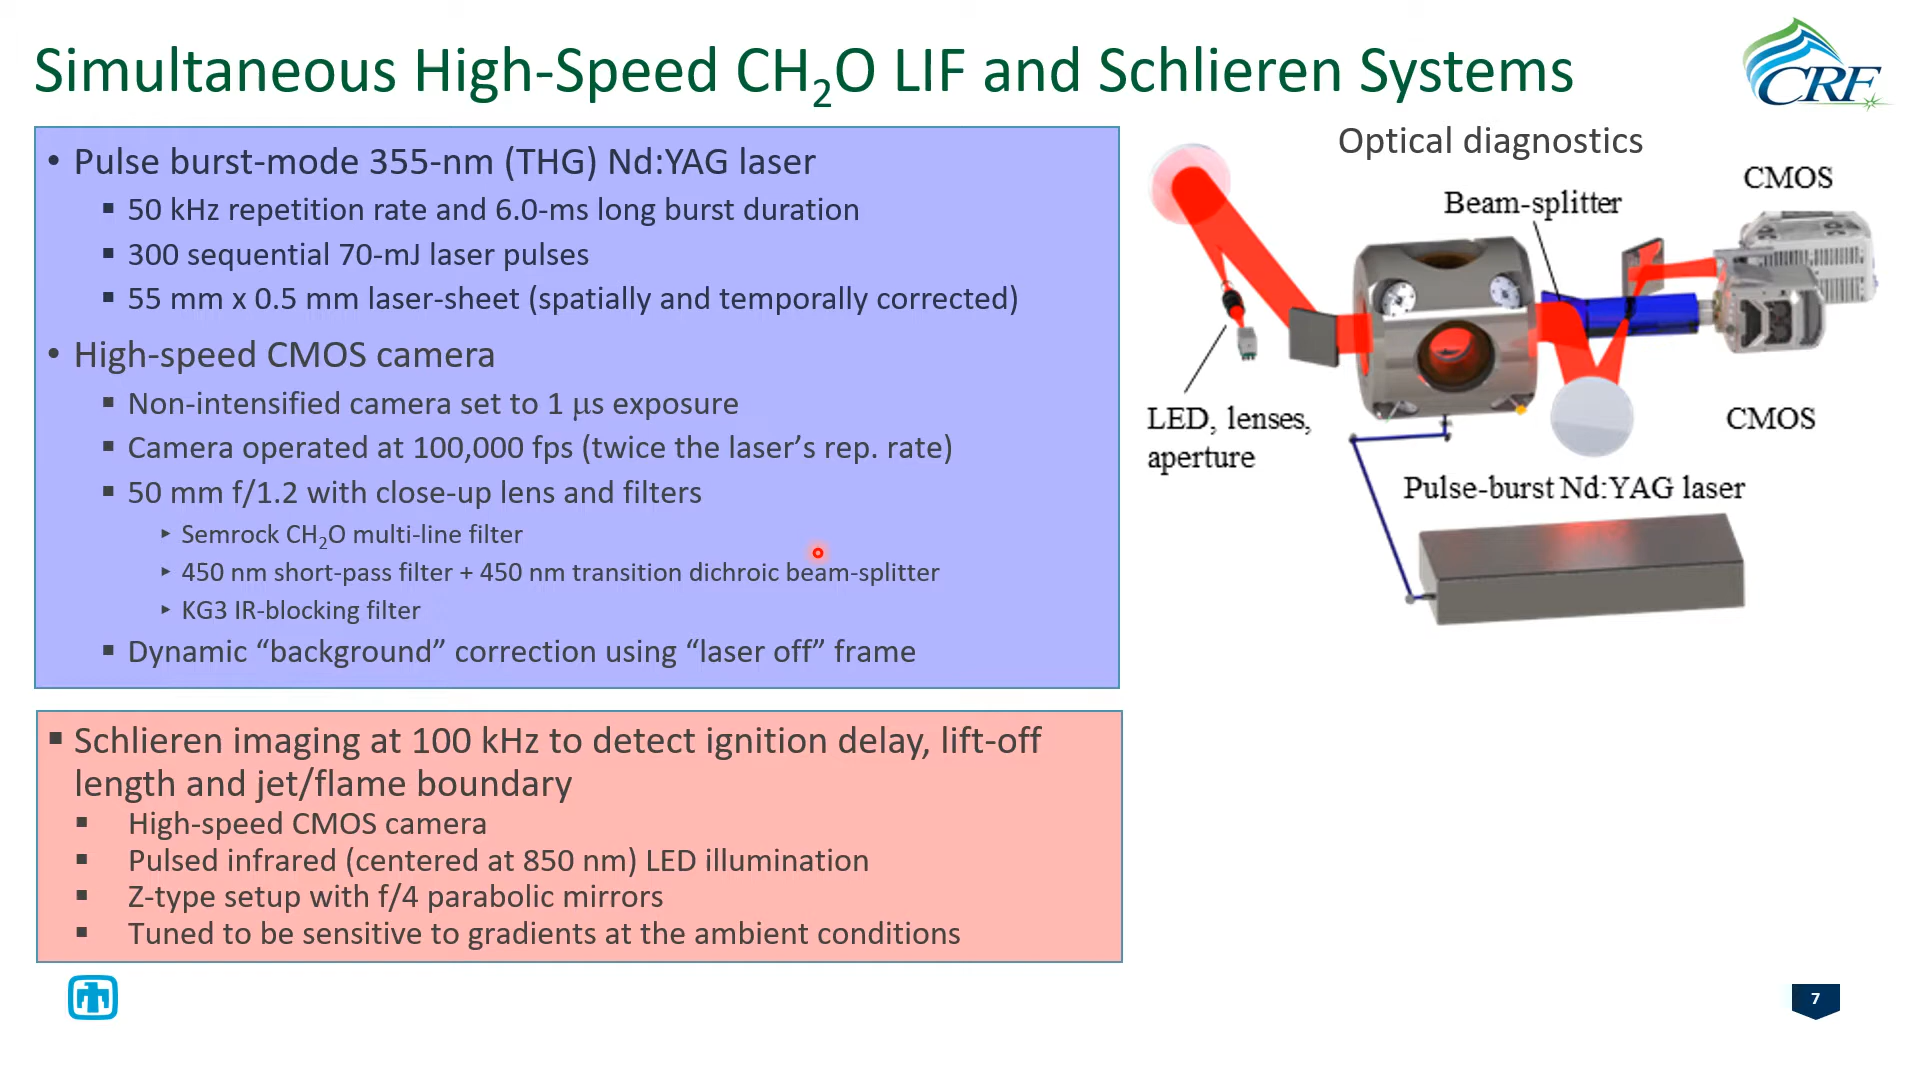 Simultaneous High-Speed CH₂O LIF and Schlieren Systems
CRF
• Pulse burst-mode 355-nm (THG) Nd:YAG laser
▪ 50 kHz repetition rate and 6.0-ms long burst duration
▪ 300 sequential 70-mJ laser pulses
▪ 55 mm x 0.5 mm laser-sheet (spatially and temporally corrected)
• High-speed CMOS camera
▪ Non-intensified camera set to 1 μs exposure
▪ Camera operated at 100,000 fps (twice the laser’s rep. rate)
▪ 50 mm f/1.2 with close-up lens and filters
‣ Semrock CH₂O multi-line filter
‣ 450 nm short-pass filter + 450 nm transition dichroic beam-splitter
‣ KG3 IR-blocking filter
▪ Dynamic “background” correction using “laser off” frame
▪ Schlieren imaging at 100 kHz to detect ignition delay, lift-off
length and jet/flame boundary
▪ High-speed CMOS camera
▪ Pulsed infrared (centered at 850 nm) LED illumination
▪ Z-type setup with f/4 parabolic mirrors
▪ Tuned to be sensitive to gradients at the ambient conditions
Optical diagnostics
CMOS
Beam-splitter
LED, lenses,
aperture
CMOS
Pulse-burst Nd:YAG laser
7